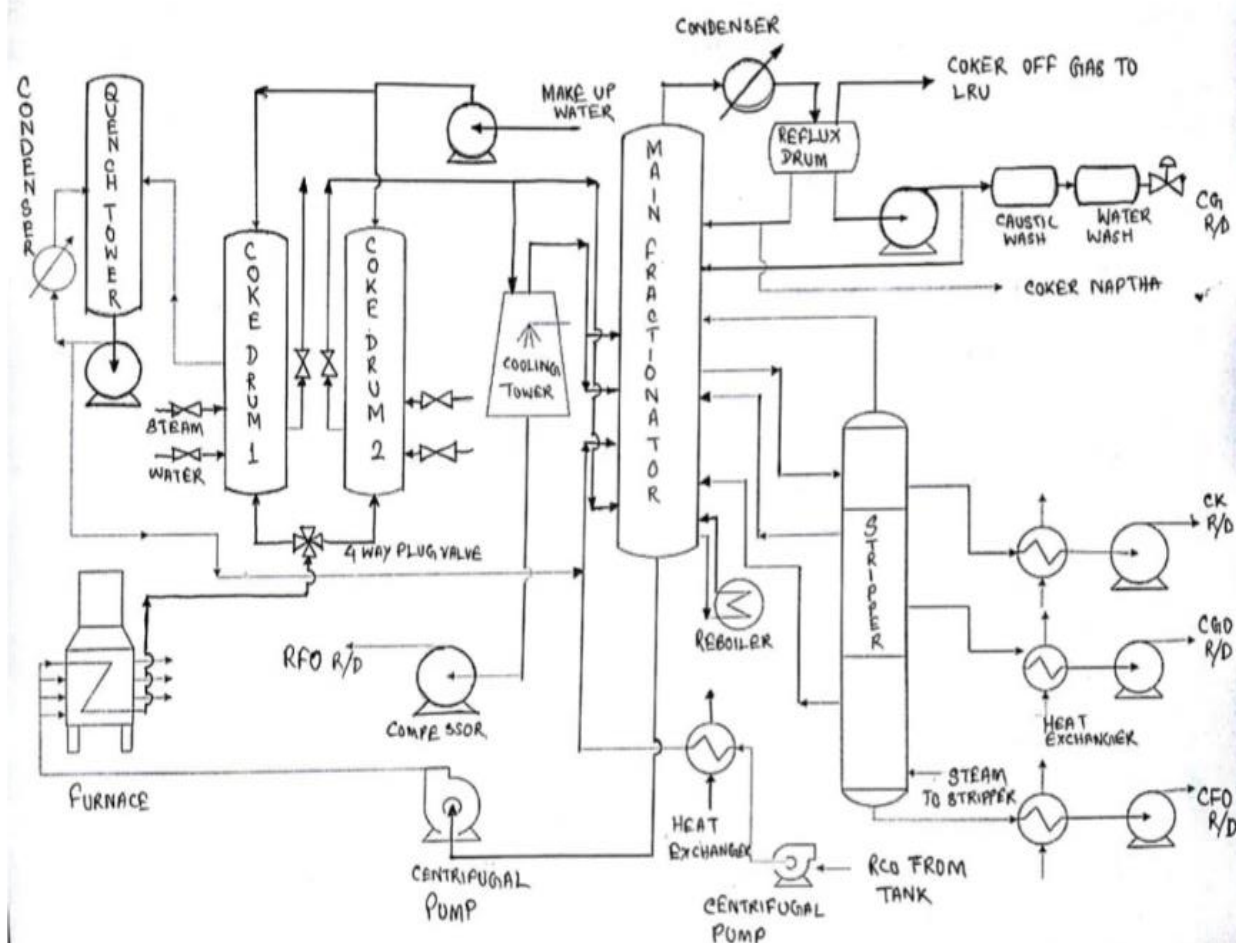 CONDENSER
QUENCH TOWER
MAKE UP
WATER
CONDENSER
COKER OFF GAS TO
LRU
REFLUX
DRUM
CAUSTIC
WASH
WATER
WASH
CG
R/D
COKER NAPTHA
MAIN FRACTIONATOR
COKE DRUM 1
COKE DRUM 2
COOLING
TOWER
STEAM
WATER
4 WAY PLUG VALVE
STRIPPER
CK
R/D
CGO
R/D
HEAT
EXCHANGER
REBOILER
RFO R/D
COMPESSOR
FURNACE
STEAM
TO STRIPPER
CFO
R/D
HEAT
EXCHANGER
RCO FROM
TANK
CENTRIFUGAL
PUMP
CENTRIFUGAL
PUMP